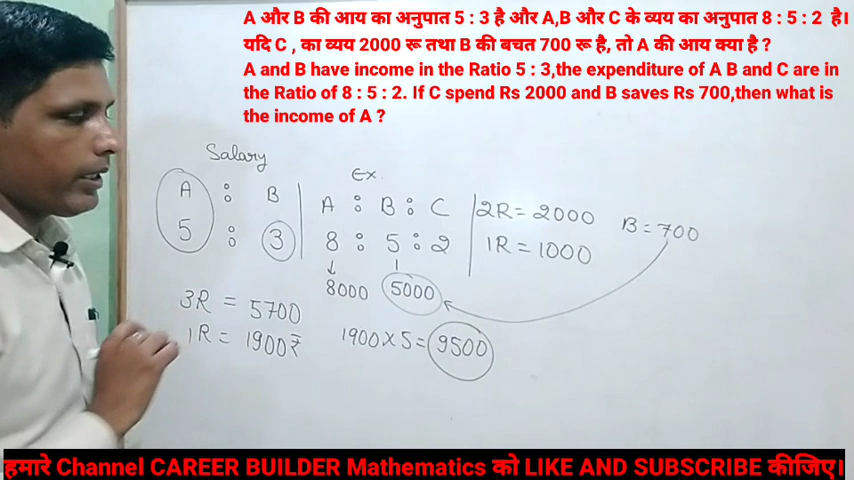 A और B की आय का अनुपात 5 : 3 है और A,B और C के व्यय का अनुपात 8 : 5 : 2 है।
यदि C , का व्यय 2000 रू तथा B की बचत 700 रू है, तो A की आय क्या है ?
A and B have income in the Ratio 5 : 3,the expenditure of A B and C are in
the Ratio of 8 : 5 : 2. If C spend Rs 2000 and B saves Rs 700,then what is
the income of A ?
Salary
A : B
5 : 3
Ex.
A : B : C
8 : 5 : 2
8000 5000
2R = 2000
1R = 1000
B = 700
3R = 5700
1R = 1900₹
1900 x 5 = 9500
हमारे Channel CAREER BUILDER Mathematics को LIKE AND SUBSCRIBE कीजिए।